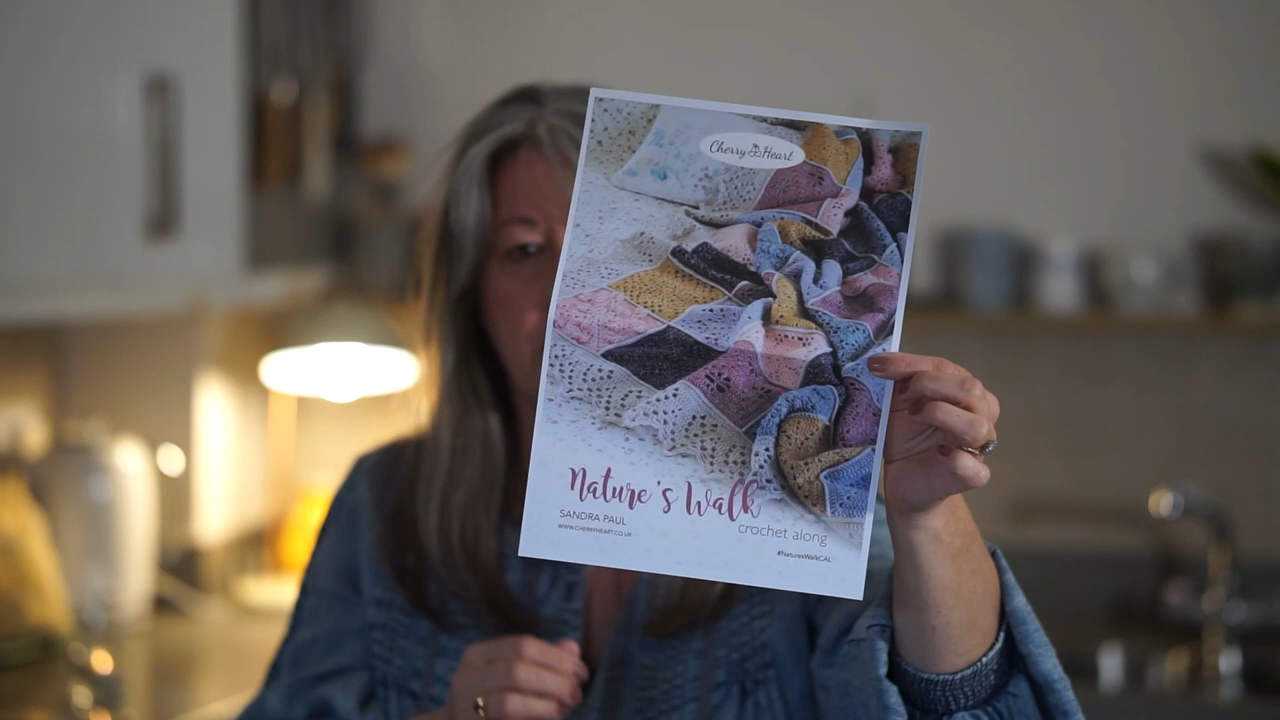 Cherry Heart
Nature's Walk
SANDRA PAUL
crochet along
WWW.CHERRYHEART.CO.UK
#NaturesWalkCAL